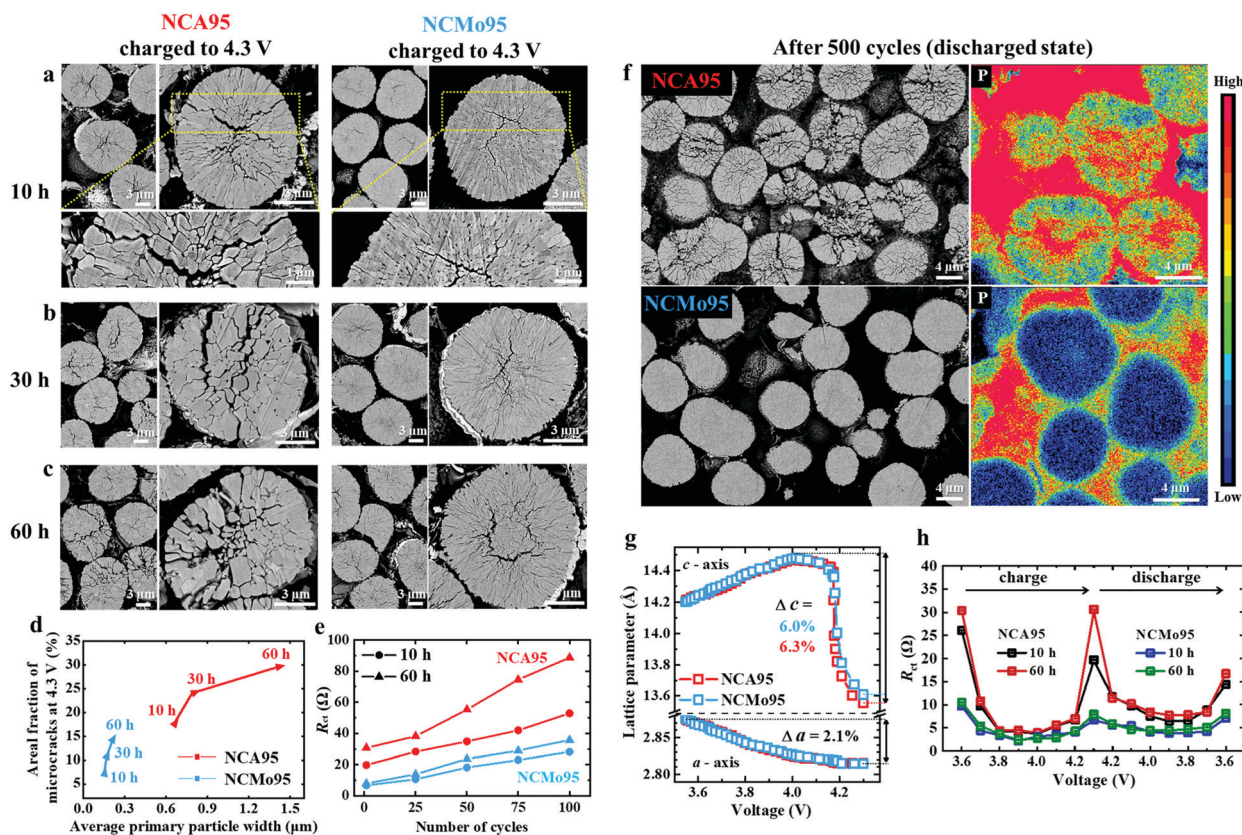 NCA95
charged to 4.3 V
NCMo95
charged to 4.3 V
a
10 h
3 μm
3 μm
3 μm
3 μm
1 μm
1 μm
b
30 h
3 μm
3 μm
3 μm
3 μm
c
60 h
3 μm
3 μm
3 μm
μm
d
Areal fraction of
microcracks at 4.3 V (%)
40
35
30
25
20
15
10
5
0
0.0 0.3 0.6 0.9 1.2 1.5
Average primary particle width (μm)
10 h
30 h
60 h
60 h
30 h
10 h
NCA95
NCMo95
e
Rct (Ω)
100
80
60
40
20
0
0 25 50 75 100
Number of cycles
10 h
60 h
NCA95
NCMo95
After 500 cycles (discharged state)
f
NCA95
4 μm
P
4 μm
NCMo95
4 μm
P
4 μm
High
Low
g
Lattice parameter (Å)
14.4
14.2
14.0
13.8
13.6
2.85
2.80
3.6 3.8 4.0 4.2
Voltage (V)
c - axis
Δ c =
6.0%
6.3%
NCA95
NCMo95
Δ a = 2.1%
a - axis
h
Rct (Ω)
40
35
30
25
20
15
10
5
0
charge
discharge
NCA95
10 h
60 h
NCMo95
10 h
60 h
3.6 3.8 4.0 4.2 4.2 4.0 3.8 3.6
Voltage (V)